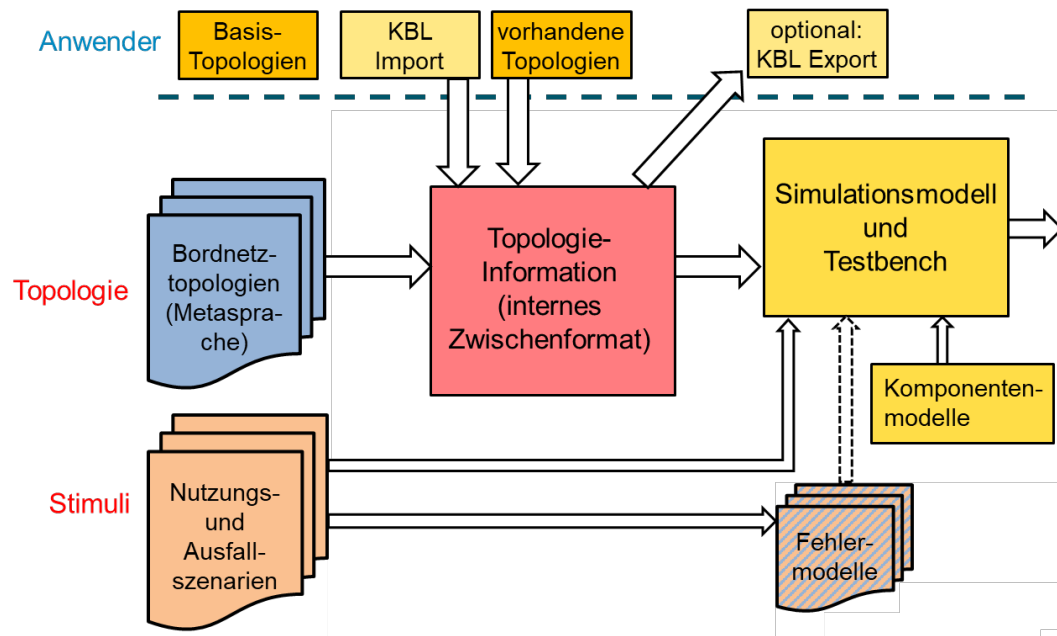 Anwender
Basis-
Topologien
KBL
Import
vorhandene
Topologien
optional:
KBL Export
Topologie
Bordnetz-
topologien
(Metaspra-
che)
Topologie-
Information
(internes
Zwischenformat)
Simulationsmodell
und
Testbench
Komponenten-
modelle
Stimuli
Nutzungs-
und
Ausfall-
szenarien
Fehler-
modelle